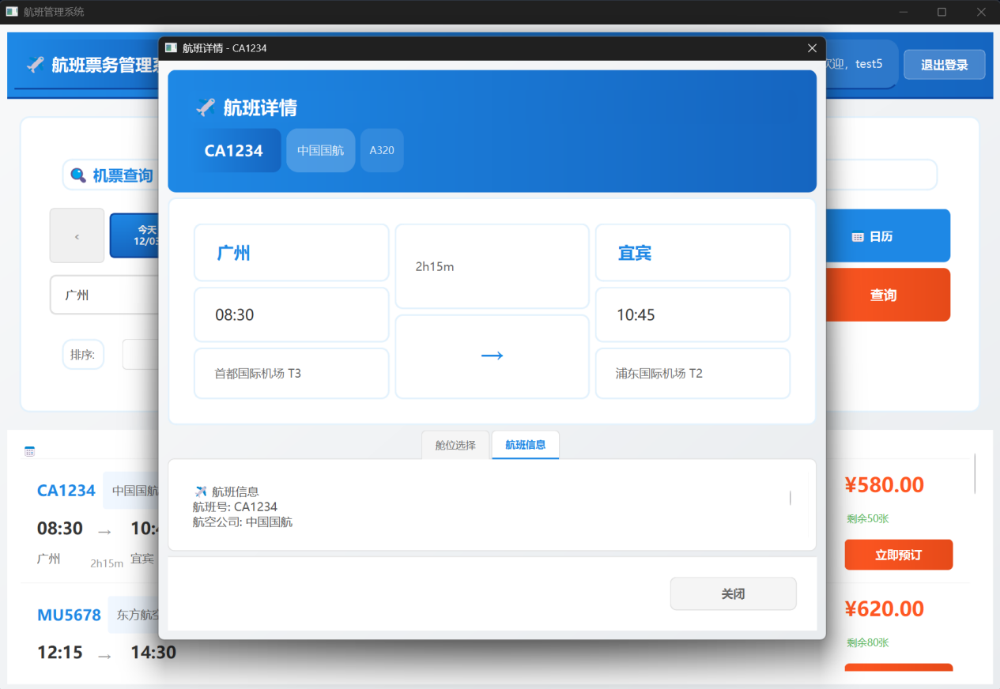 航班管理系统
航班票务管理
欢迎，test5
退出登录
机票查询
‹
今天
12/03
日历
广州
查询
排序:
航班详情 - CA1234
航班详情
CA1234
中国国航
A320
广州
2h15m
宜宾
08:30
10:45
→
首都国际机场 T3
浦东国际机场 T2
舱位选择
航班信息
航班信息
航班号: CA1234
航空公司: 中国国航
关闭
CA1234
中国国航
08:30
→
10:4
广州
2h15m
宜宾
¥580.00
剩余50张
立即预订
MU5678
东方航空
12:15
→
14:30
¥620.00
剩余80张